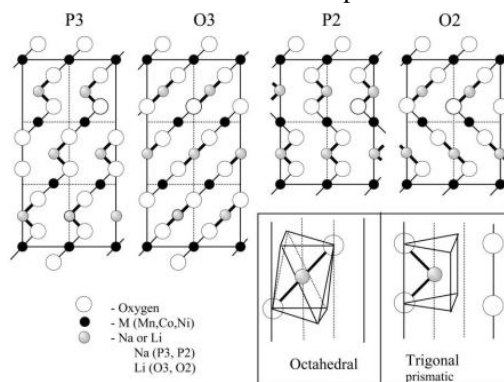 P3 O3 P2 O2
- Oxygen
- M (Mn,Co,Ni)
- Na or Li
Na (P3, P2)
Li (O3, O2)
Octahedral
Trigonal
prismatic